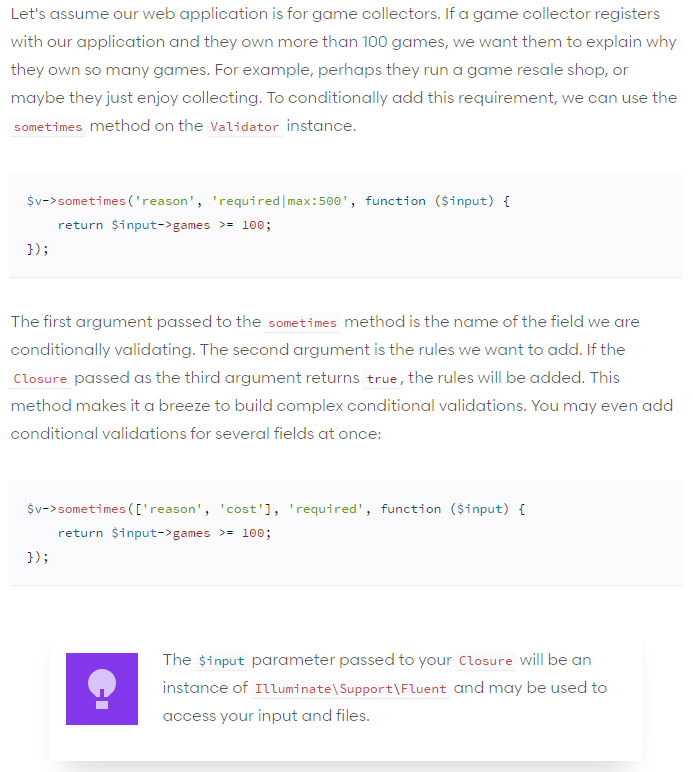 Let's assume our web application is for game collectors. If a game collector registers
with our application and they own more than 100 games, we want them to explain why
they own so many games. For example, perhaps they run a game resale shop, or
maybe they just enjoy collecting. To conditionally add this requirement, we can use the
sometimes method on the Validator instance.
$v->sometimes('reason', 'required|max:500', function ($input) {
    return $input->games >= 100;
});
The first argument passed to the sometimes method is the name of the field we are
conditionally validating. The second argument is the rules we want to add. If the
Closure passed as the third argument returns true, the rules will be added. This
method makes it a breeze to build complex conditional validations. You may even add
conditional validations for several fields at once:
$v->sometimes(['reason', 'cost'], 'required', function ($input) {
    return $input->games >= 100;
});
The $input parameter passed to your Closure will be an
instance of Illuminate\Support\Fluent and may be used to
access your input and files.